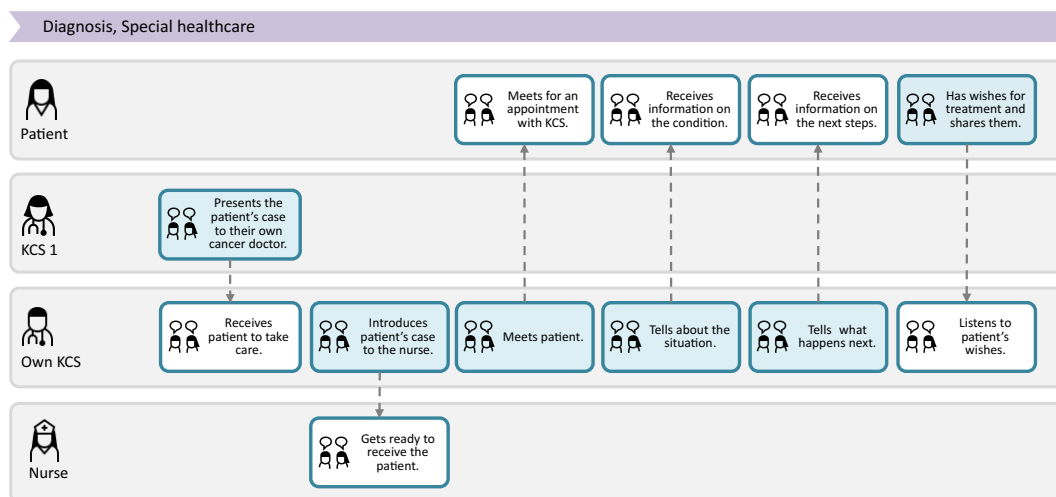 Diagnosis, Special healthcare
Patient
Meets for an
appointment
with KCS.
Receives
information on
the condition.
Receives
information on
the next steps.
Has wishes for
treatment and
shares them.
KCS 1
Presents the
patient's case
to their own
cancer doctor.
Own KCS
Receives
patient to take
care.
Introduces
patient's case
to the nurse.
Meets patient.
Tells about the
situation.
Tells what
happens next.
Listens to
patient's
wishes.
Nurse
Gets ready to
receive the
patient.